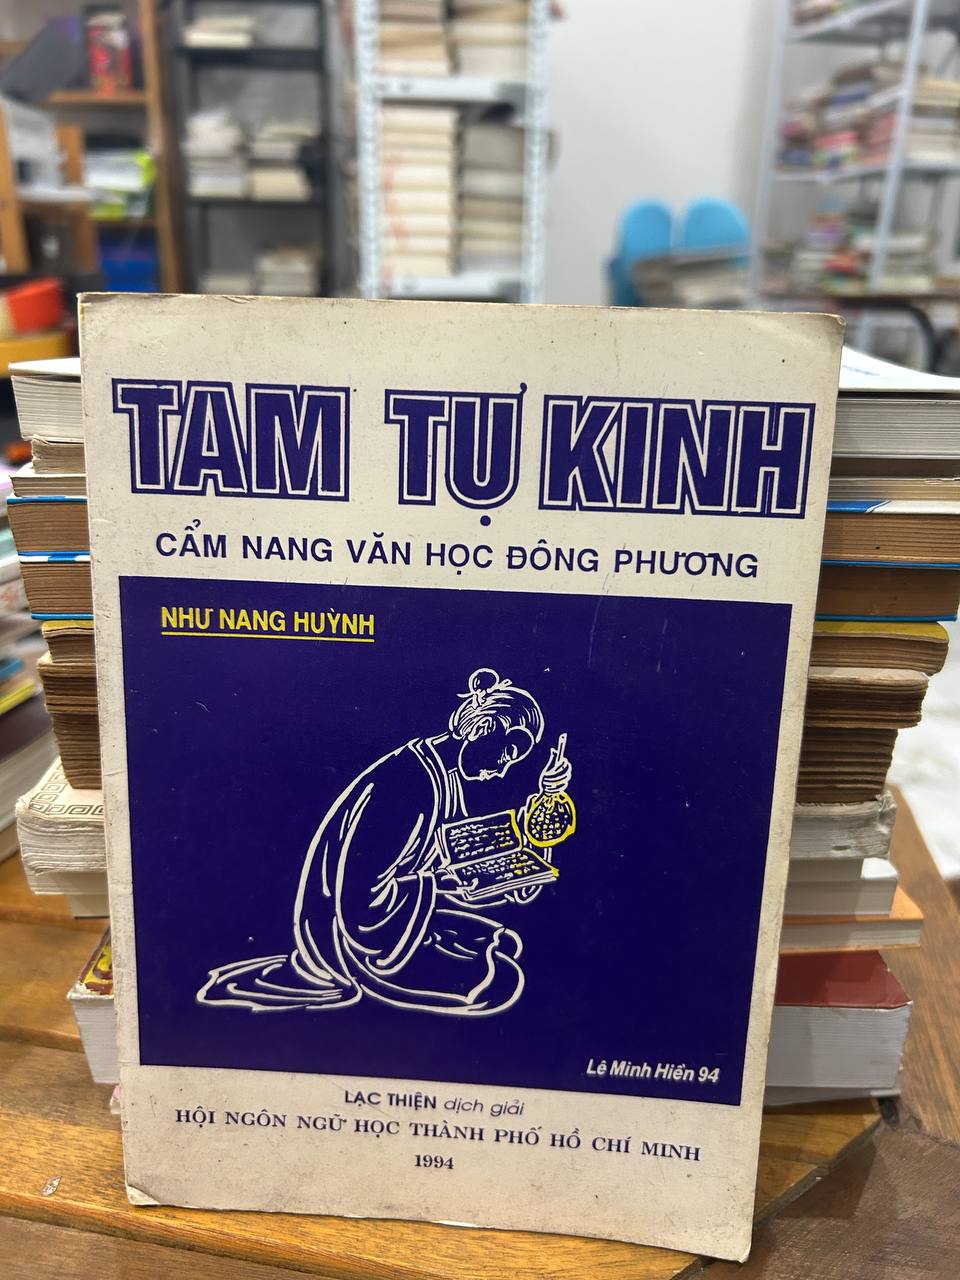 TAM TỰ KINH
CẨM NANG VĂN HỌC ĐÔNG PHƯƠNG
NHƯ NANG HUỲNH
Lê Minh Hiền 94
LẠC THIỆN dịch giải
HỘI NGÔN NGỮ HỌC THÀNH PHỐ HỒ CHÍ MINH
1994